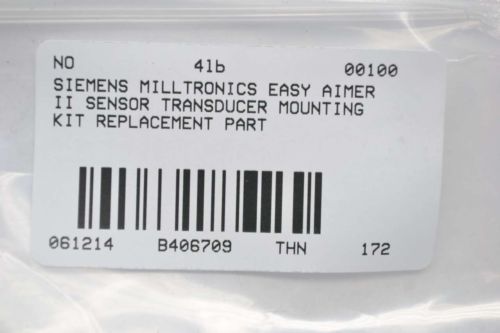 NO 41b 00100
SIEMENS MILLTRONICS EASY AIMER
II SENSOR TRANSDUCER MOUNTING
KIT REPLACEMENT PART
061214 B406709 THN 172